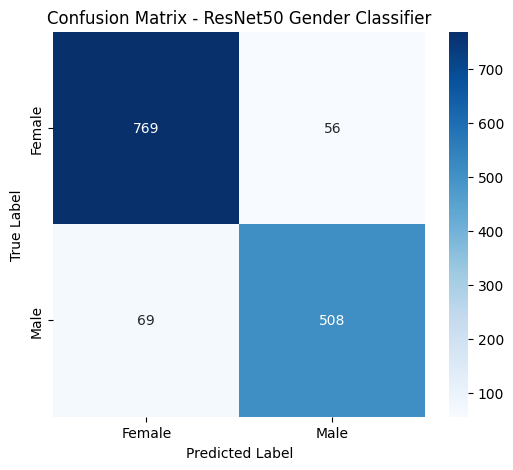 Confusion Matrix - ResNet50 Gender Classifier
True Label
Female
769
56
Male
69
508
Female
Male
Predicted Label
700
600
500
400
300
200
100